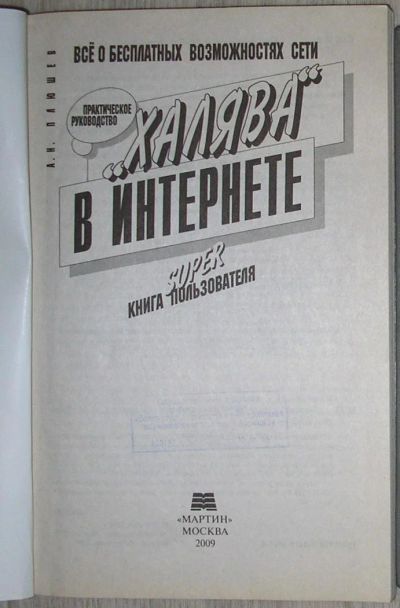 А. Н. ПЛЮЩЕВ
ВСЁ О БЕСПЛАТНЫХ ВОЗМОЖНОСТЯХ СЕТИ
ПРАКТИЧЕСКОЕ
РУКОВОДСТВО
„ХАЛЯВА“
В ИНТЕРНЕТЕ
SUPER
КНИГА ПОЛЬЗОВАТЕЛЯ
«МАРТИН»
МОСКВА
2009